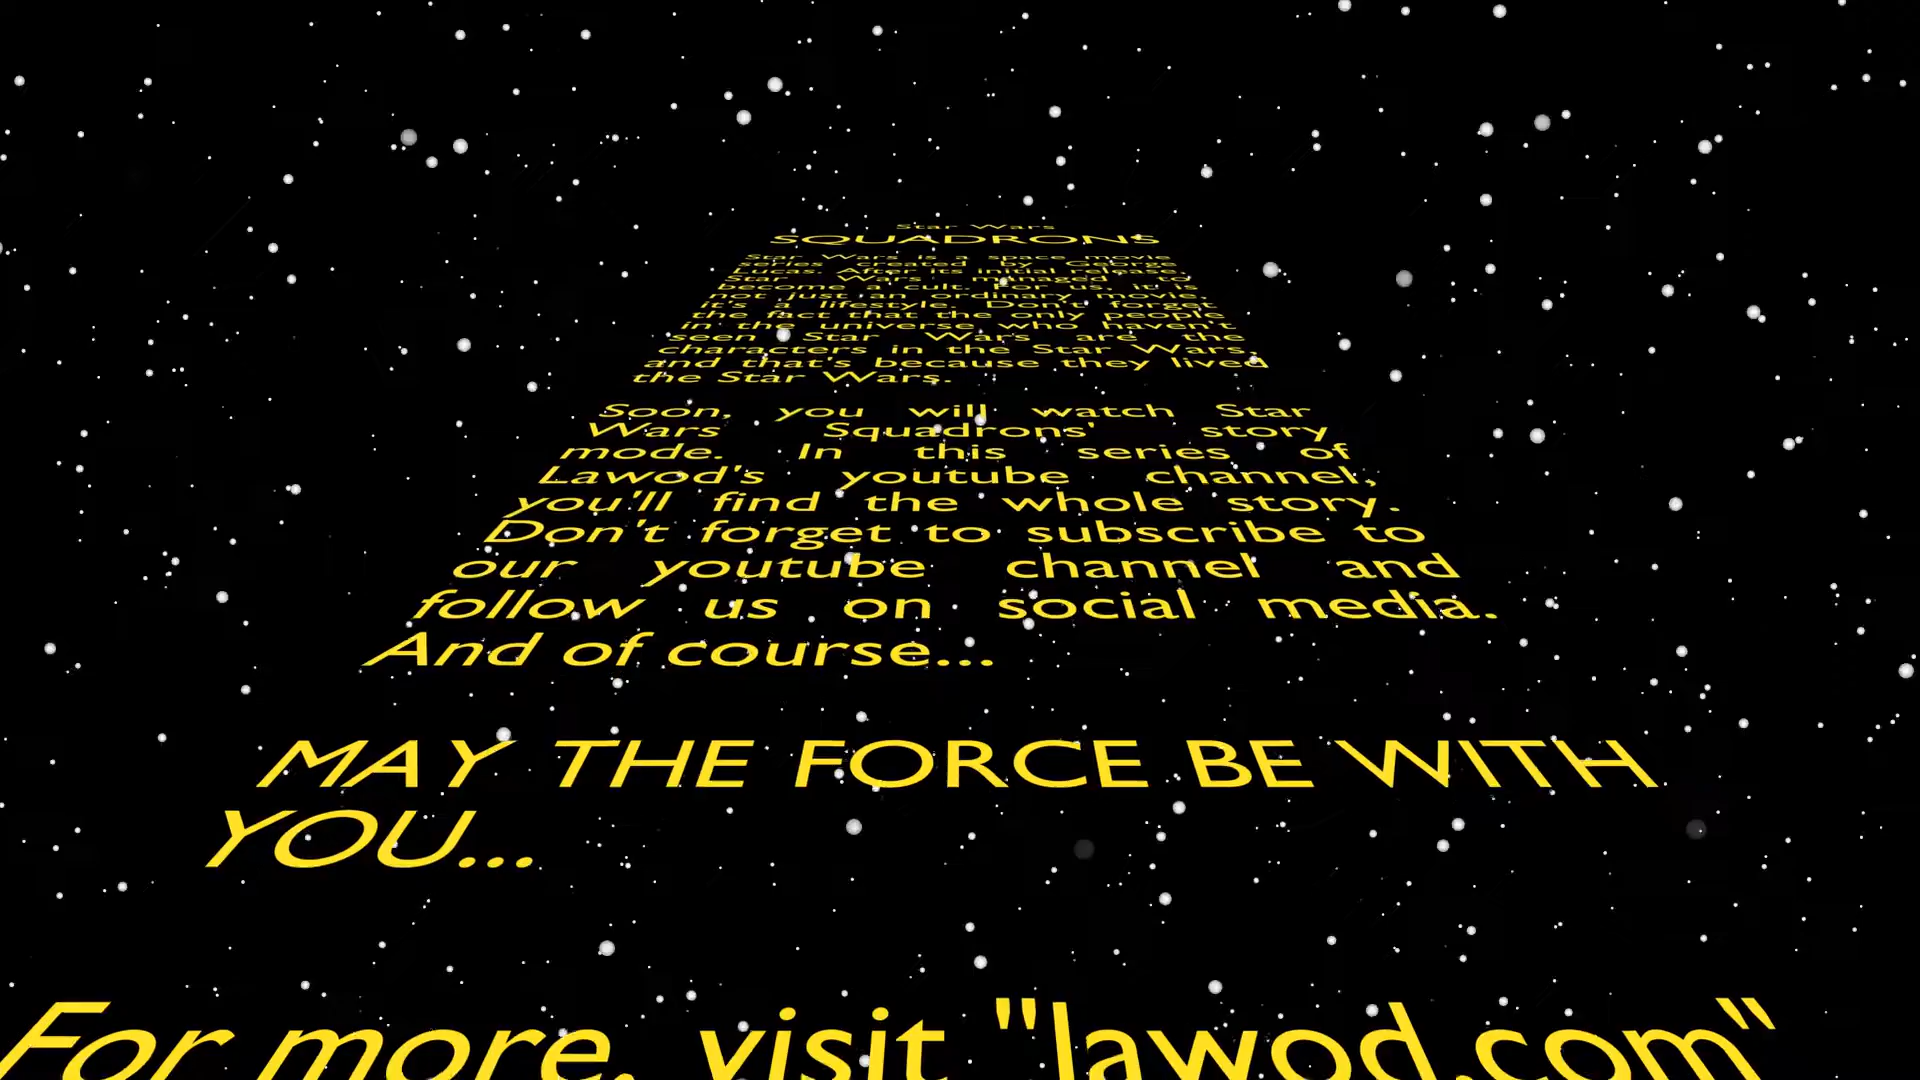 Star Wars
SQUADRONS
Star Wars is a space movie
series created by George
Lucas. After its initial release,
Star Wars managed to
become a cult. For us, it is
not just an ordinary movie,
it's a lifestyle. Don't forget
the fact that the only people
in the universe who haven't
seen Star Wars are the
characters in the Star Wars,
and that's because they lived
the Star Wars.
Soon, you will watch Star
Wars Squadrons' story
mode. In this series of
Lawod's youtube channel,
you'll find the whole story.
Don't forget to subscribe to
our youtube channel and
follow us on social media.
And of course...
MAY THE FORCE BE WITH
YOU...
For more, visit "lawod.com"